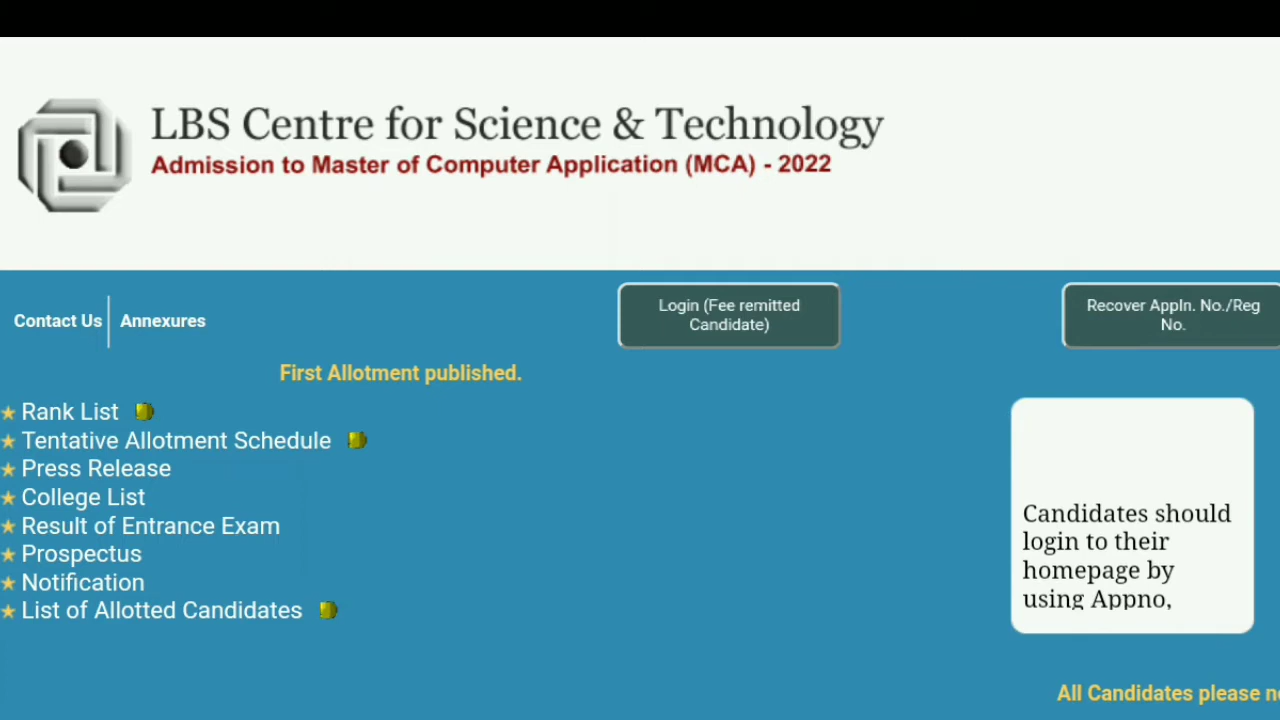 LBS Centre for Science & Technology
Admission to Master of Computer Application (MCA) - 2022
Contact Us
Annexures
Login (Fee remitted
Candidate)
Recover Appln. No./Reg
No.
First Allotment published.
Rank List
Tentative Allotment Schedule
Press Release
College List
Result of Entrance Exam
Prospectus
Notification
List of Allotted Candidates
Candidates should
login to their
homepage by
using Appno,
All Candidates please